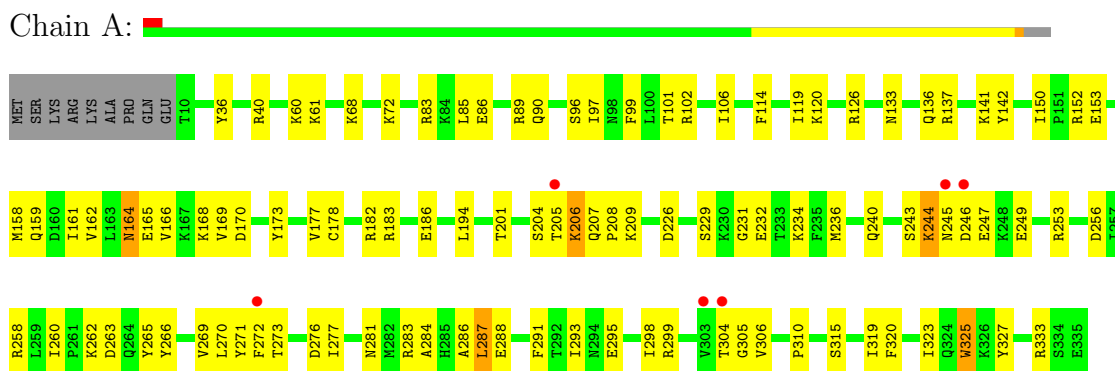 Chain A:
MET SER LYS ARG LYS ALA PRO GLN GLU T10 Y36 R40 K60 K61 K68 K72 R83 K84 L85 E86 R89 Q90 S96 I97 N98 F99 L100 T101 R102 I106 F114 I119 K120 R126 N133 Q136 R137 K141 Y142 I150 P151 R152 E153
M158 Q159 D160 I161 V162 L163 N164 E165 V166 K167 K168 V169 D170 Y173 V177 C178 R182 R183 E186 L194 T201 S204 T205 K206 Q207 P208 K209 D226 S229 K230 G231 E232 T233 K234 F235 M236 Q240 S243 K244 N245 D246 E247 K248 E249 R253 D256 I257
R258 L259 I260 P261 K262 D263 Q264 Y265 Y266 V269 L270 Y271 F272 T273 D276 I277 N281 M282 R283 A284 H285 A286 L287 E288 F291 T292 I293 N294 E295 I298 R299 V303 T304 G305 V306 P310 S315 I319 F320 I323 Q324 W325 K326 Y327 R333 S334 E335